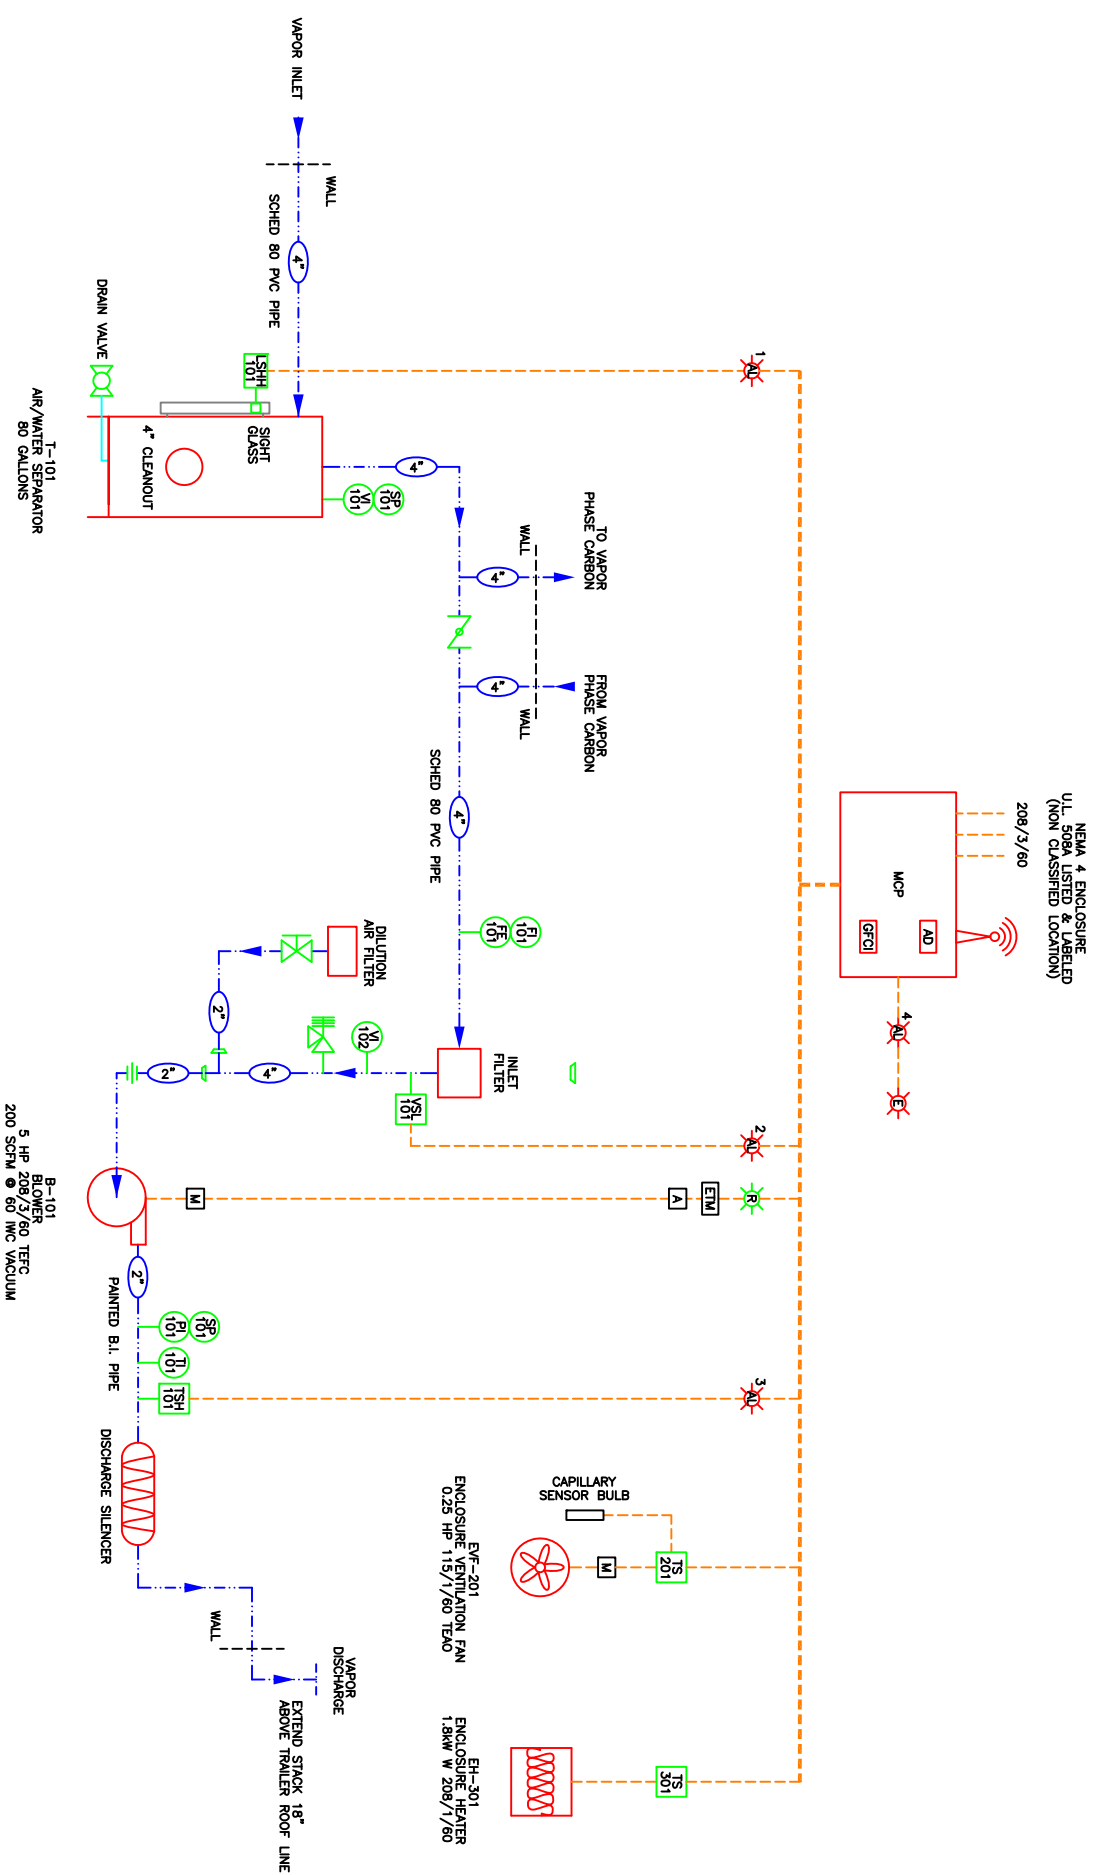 NEMA 4 ENCLOSURE
U.L. 508A LISTED & LABELED
(NON CLASSIFIED LOCATION)
208/3/60
MCP
AD
GFCI
4
AL
E
1
AL
2
AL
R
ETM
A
M
3
AL
VAPOR INLET
WALL
4"
SCHED 80 PVC PIPE
LSHH
101
DRAIN VALVE
SIGHT
GLASS
4" CLEANOUT
T-101
AIR/WATER SEPARATOR
80 GALLONS
SP
101
VI
101
4"
TO VAPOR
PHASE CARBON
WALL
4"
FROM VAPOR
PHASE CARBON
WALL
4"
4"
SCHED 80 PVC PIPE
FI
101
FE
101
INLET
FILTER
DILUTION
AIR FILTER
2"
VI
102
VSL
101
4"
2"
B-101
BLOWER
5 HP 208/3/60 TEFC
200 SCFM @ 60 IWC VACUUM
2"
PAINTED B.I. PIPE
SP
101
PI
101
TI
101
TSH
101
DISCHARGE SILENCER
WALL
VAPOR
DISCHARGE
EXTEND STACK 18"
ABOVE TRAILER ROOF LINE
CAPILLARY
SENSOR BULB
TS
201
M
EVF-201
ENCLOSURE VENTILATION FAN
0.25 HP 115/1/60 TEAO
TS
301
EH-301
ENCLOSURE HEATER
1.8kW W 208/1/60